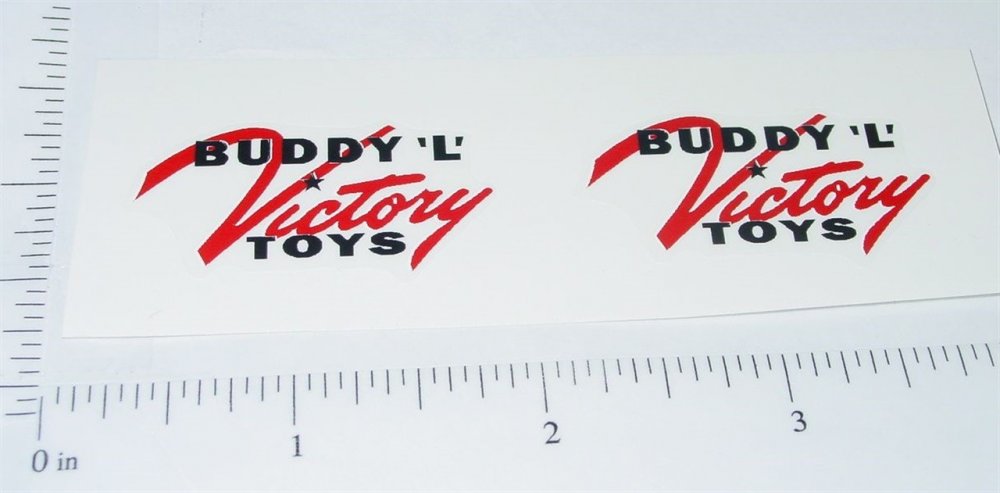 BUDDY 'L'
Victory
TOYS
BUDDY 'L'
Victory
TOYS
0 in 1 2 3